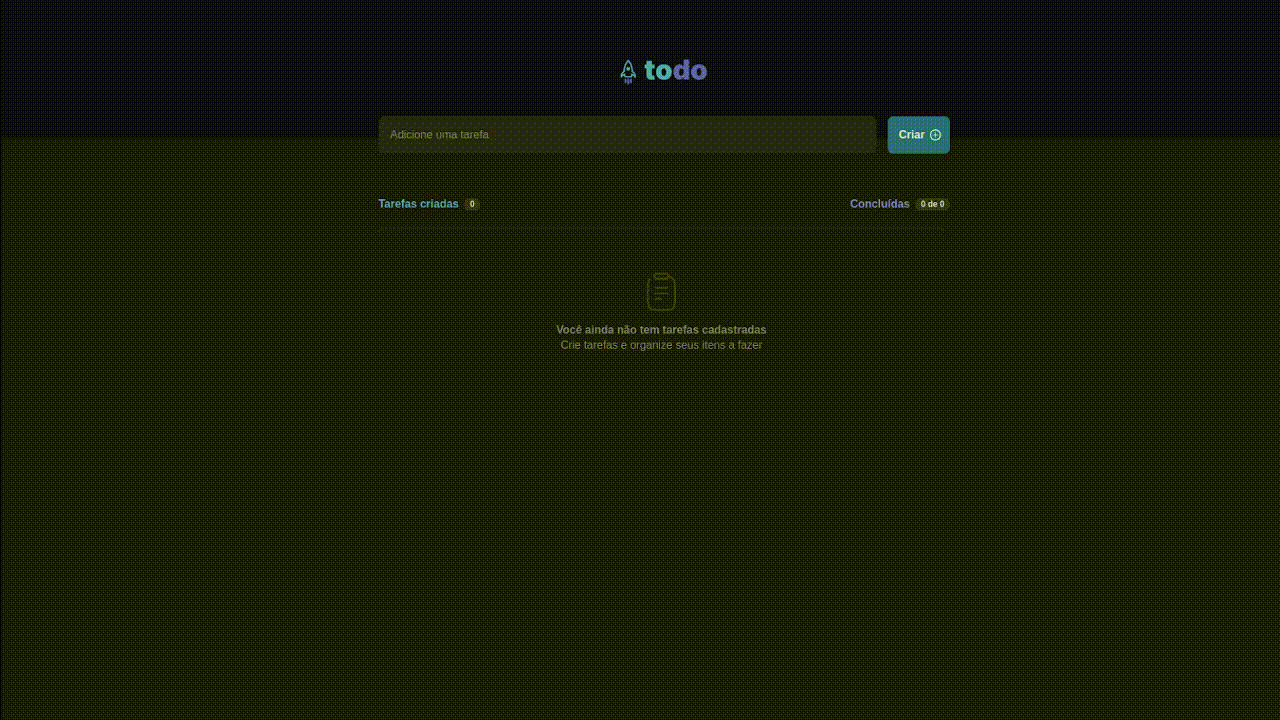 todo
Adicione uma tarefa
Criar
Tarefas criadas 0
Concluídas 0 de 0
Você ainda não tem tarefas cadastradas
Crie tarefas e organize seus itens a fazer